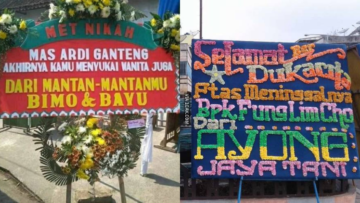 MET NIKAH
MAS ARDI GANTENG
AKHIRNYA KAMU MENYUKAI WANITA JUGA
DARI MANTAN-MANTANMU
BIMO & BAYU
Selamat
Dukacita
Atas Meninggalnya
Bpk. Fung Lim Chg
Dari
AYONG
JAYA TANI